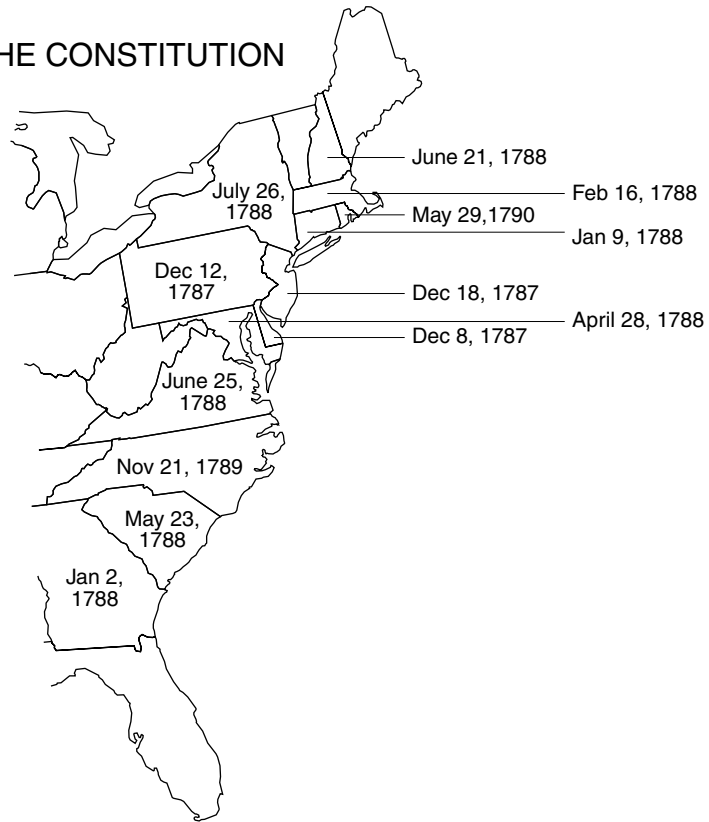 HE CONSTITUTION
June 21, 1788
July 26,
1788
Feb 16, 1788
May 29,1790
Jan 9, 1788
Dec 12,
1787
Dec 18, 1787
April 28, 1788
Dec 8, 1787
June 25,
1788
Nov 21, 1789
May 23,
1788
Jan 2,
1788